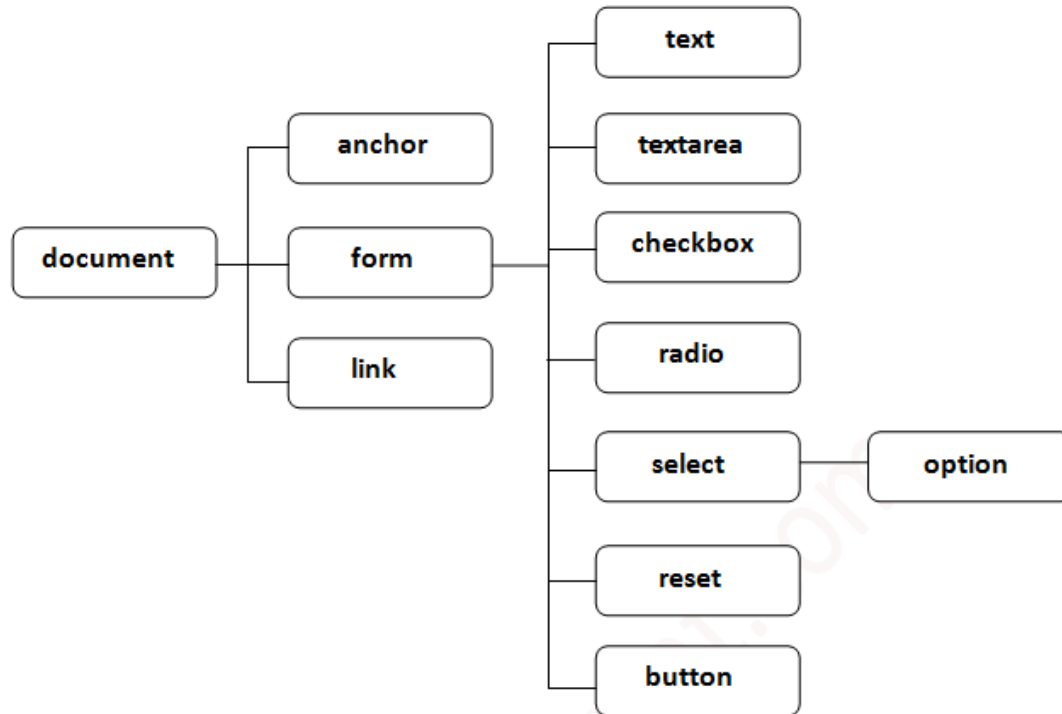 text
anchor
textarea
document
form
checkbox
link
radio
select
option
reset
button